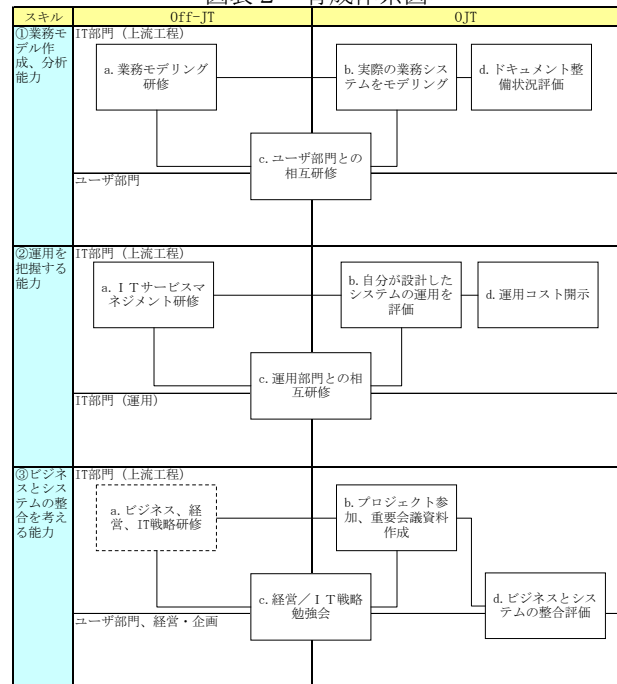 図表2 育成体系図
スキル
Off-JT
OJT
①業務モ
デル作
成、分析
能力
IT部門（上流工程）
a.業務モデリング
研修
b.実際の業務シス
テムをモデリング
d.ドキュメント整
備状況評価
c.ユーザ部門との
相互研修
ユーザ部門
②運用を
把握する
能力
IT部門（上流工程）
a.ＩＴサービスマ
ネジメント研修
b.自分が設計した
システムの運用を
評価
d.運用コスト開示
c.運用部門との相
互研修
IT部門（運用）
③ビジネ
スとシス
テムの整
合を考え
る能力
IT部門（上流工程）
a.ビジネス、経
営、IT戦略研修
b.プロジェクト参
加、重要会議資料
作成
c.経営／ＩＴ戦略
勉強会
d.ビジネスとシス
テムの整合評価
ユーザ部門、経営・企画